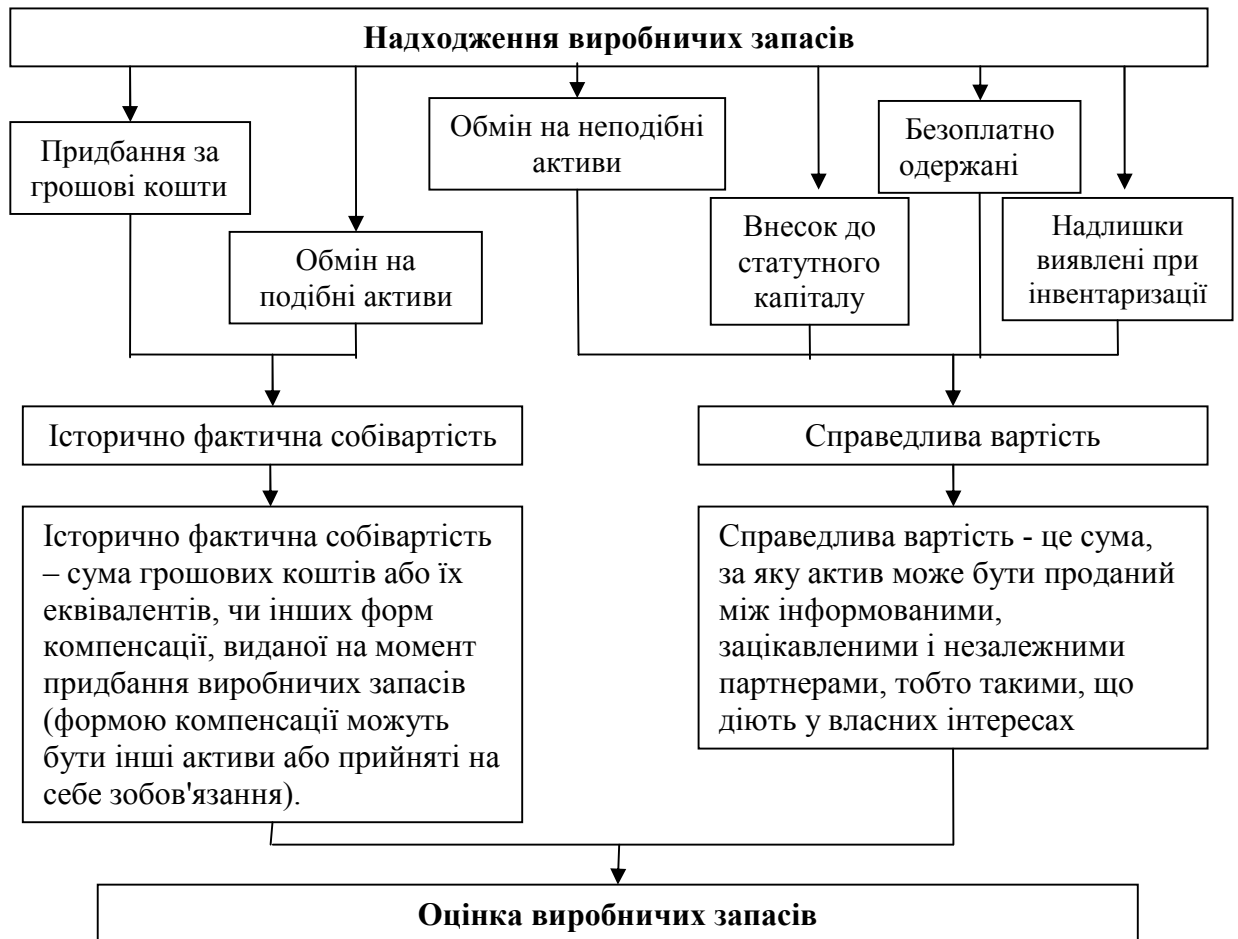 Надходження виробничих запасів
Придбання за
грошові кошти
Обмін на
подібні активи
Обмін на неподібні
активи
Внесок до
статутного
капіталу
Безоплатно
одержані
Надлишки
виявлені при
інвентаризації
Історично фактична собівартість
Справедлива вартість
Історично фактична собівартість
– сума грошових коштів або їх
еквівалентів, чи інших форм
компенсації, виданої на момент
придбання виробничих запасів
(формою компенсації можуть
бути інші активи або прийняті на
себе зобов'язання).
Справедлива вартість - це сума,
за яку актив може бути проданий
між інформованими,
зацікавленими і незалежними
партнерами, тобто такими, що
діють у власних інтересах
Оцінка виробничих запасів